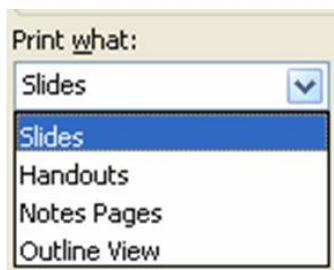 Print what:
Slides
Slides
Handouts
Notes Pages
Outline View